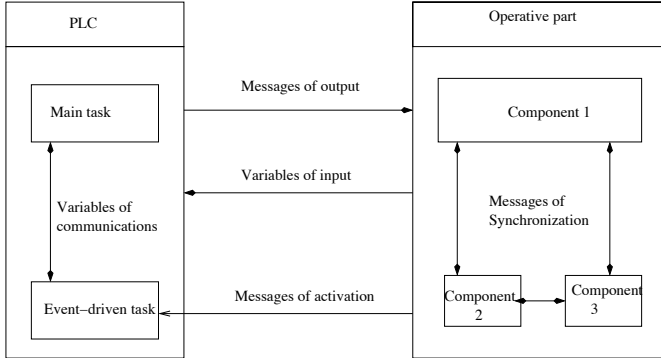 PLC
Operative part
Messages of output
Main task
Component 1
Variables of input
Variables of
communications
Messages of
Synchronization
Messages of activation
Event–driven task
Component
2
Component
3